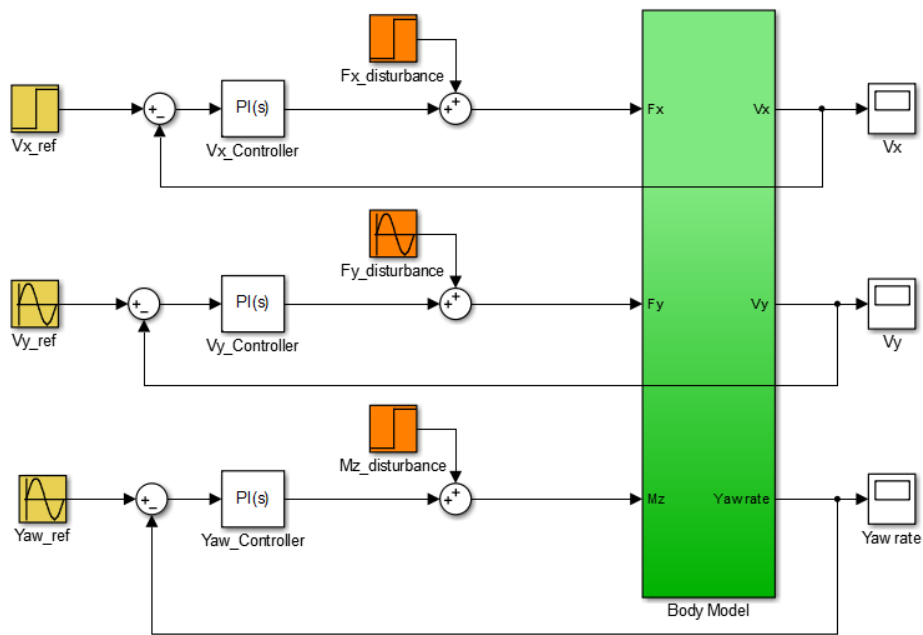 Fx_disturbance
+
+
+
−
PI(s)
Fx
Vx
Vx_ref
Vx_Controller
Vx
Fy_disturbance
+
+
+
−
PI(s)
Fy
Vy
Vy_ref
Vy_Controller
Vy
Mz_disturbance
+
+
+
−
PI(s)
Mz
Yaw rate
Yaw_ref
Yaw_Controller
Yaw rate
Body Model